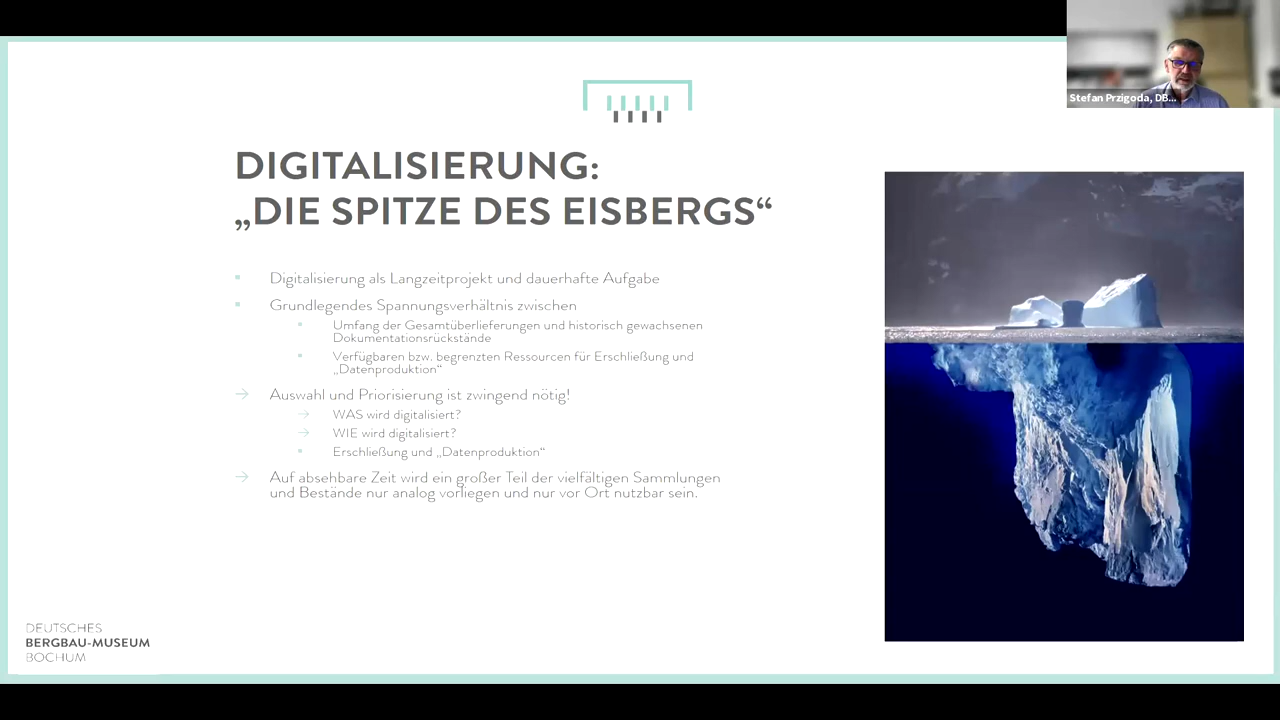 Stefan Przigoda, DB...
DIGITALISIERUNG:
„DIE SPITZE DES EISBERGS“
Digitalisierung als Langzeitprojekt und dauerhafte Aufgabe
Grundlegendes Spannungsverhältnis zwischen
Umfang der Gesamtüberlieferungen und historisch gewachsenen
Dokumentationsrückstände
Verfügbaren bzw. begrenzten Ressourcen für Erschließung und
„Datenproduktion“
→ Auswahl und Priorisierung ist zwingend nötig!
→ WAS wird digitalisiert?
→ WIE wird digitalisiert?
Erschließung und „Datenproduktion“
→ Auf absehbare Zeit wird ein großer Teil der vielfältigen Sammlungen
und Bestände nur analog vorliegen und nur vor Ort nutzbar sein.
DEUTSCHES
BERGBAU-MUSEUM
BOCHUM